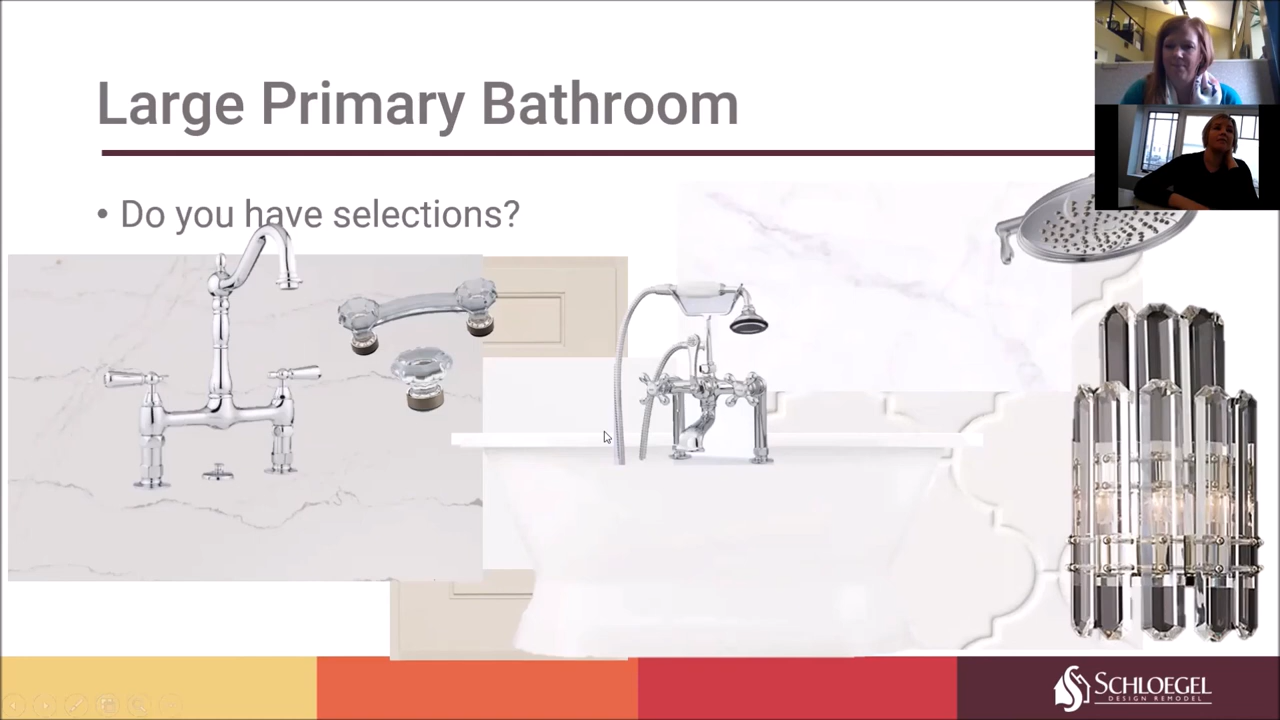 Large Primary Bathroom
• Do you have selections?
SCHLOEGEL
DESIGN REMODEL